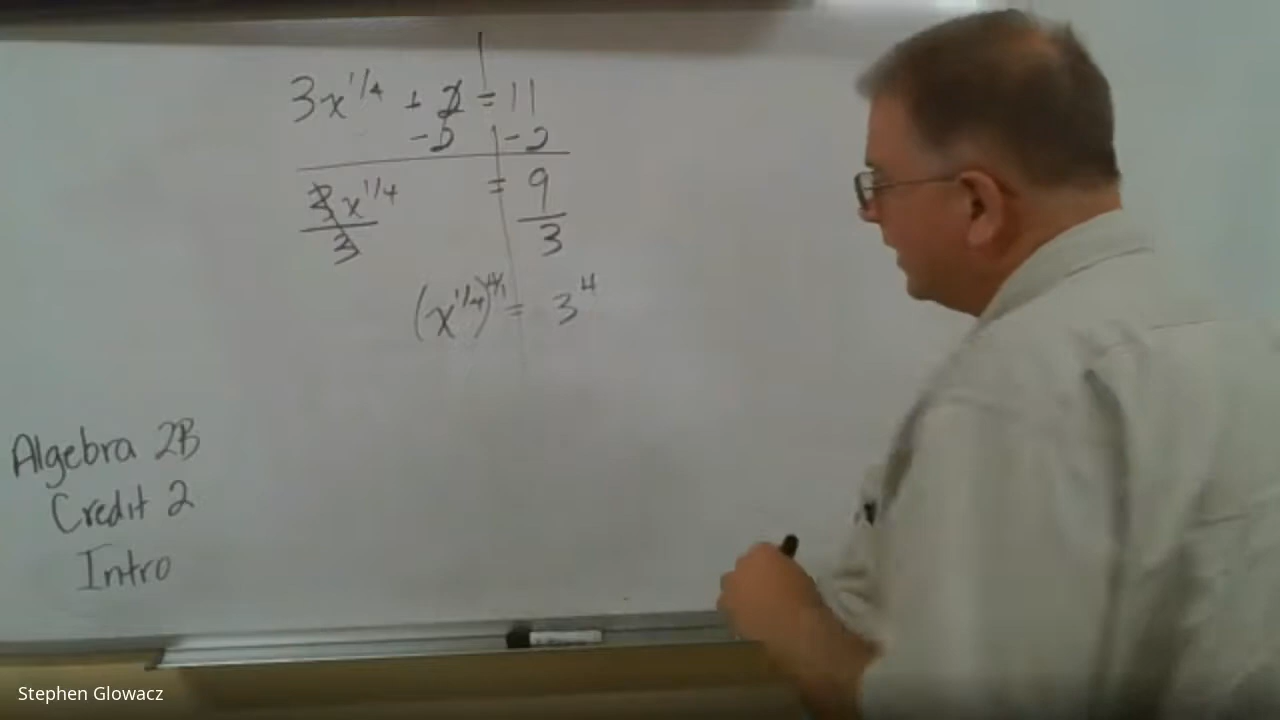 3x^1/4 + 2 = 11
-2 -2
3x^1/4 = 9
3 3
(x^1/4)^4/1 = 3^4
Algebra 2B
Credit 2
Intro
Stephen Glowacz